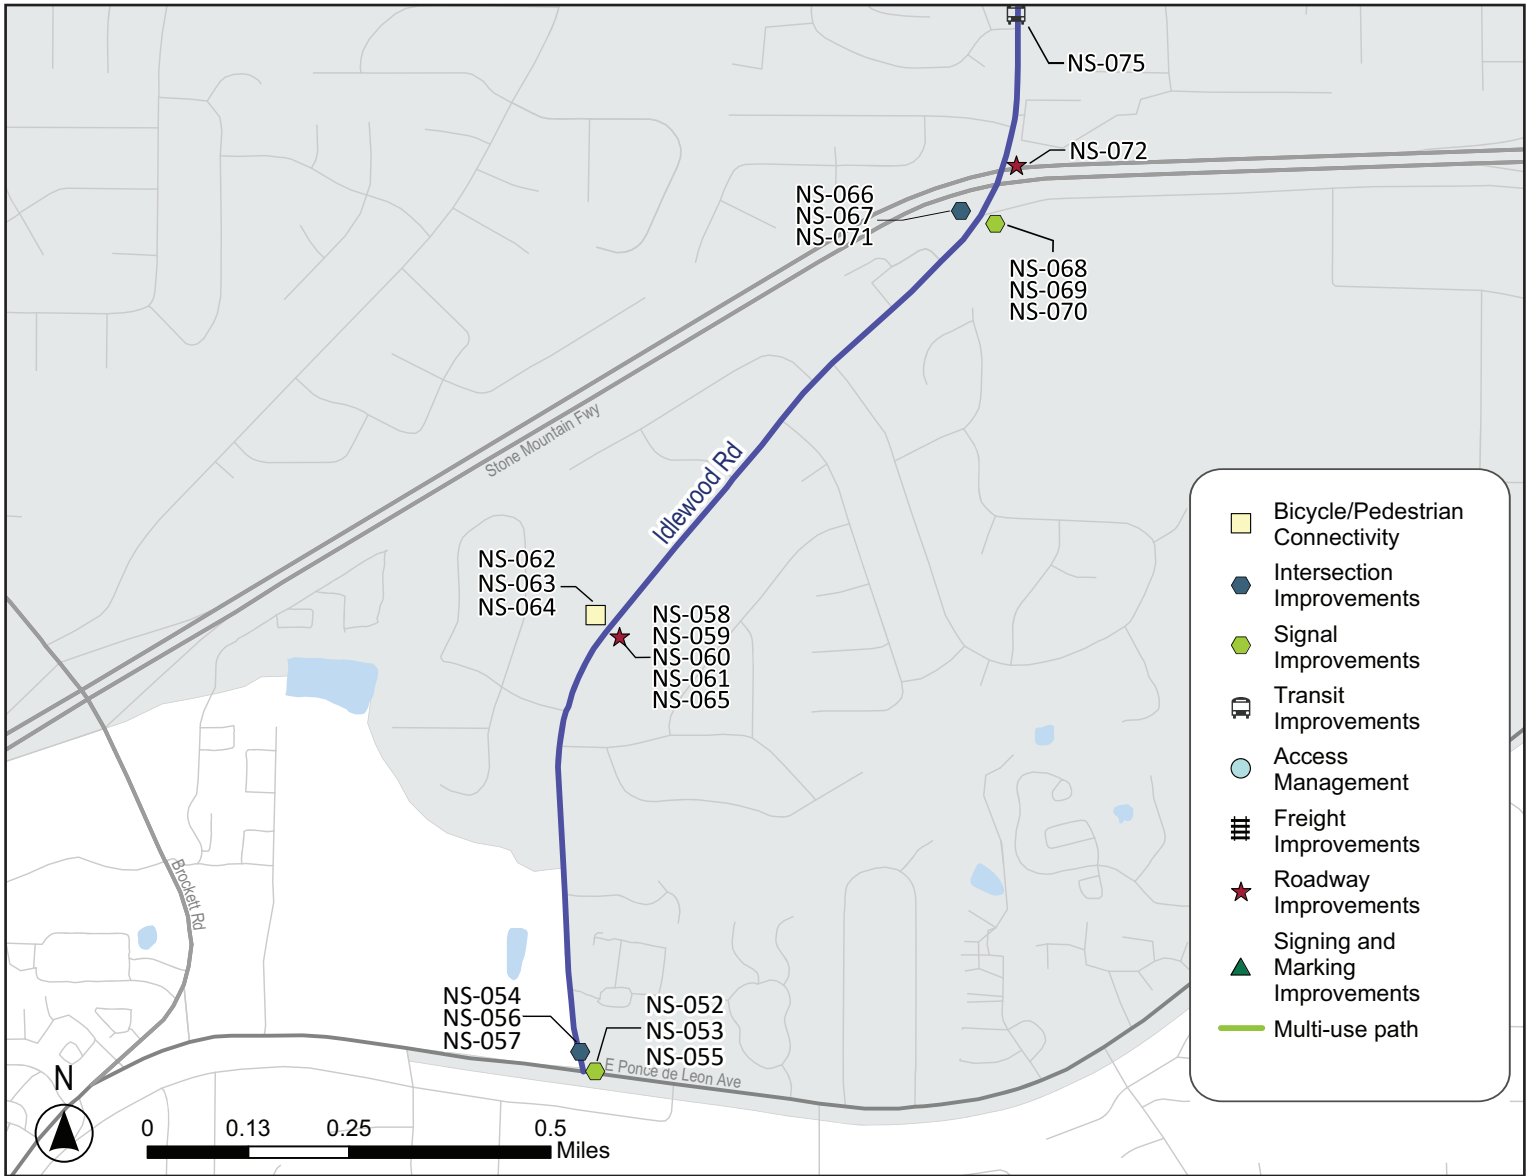 NS-075
NS-072
NS-066
NS-067
NS-071
NS-068
NS-069
NS-070
Stone Mountain Fwy
Idlewood Rd
NS-062
NS-063
NS-064
NS-058
NS-059
NS-060
NS-061
NS-065
Brockett Rd
NS-054
NS-056
NS-057
NS-052
NS-053
NS-055
E Ponce de Leon Ave
N
0 0.13 0.25 0.5
Miles
Bicycle/Pedestrian
Connectivity
Intersection
Improvements
Signal
Improvements
Transit
Improvements
Access
Management
Freight
Improvements
Roadway
Improvements
Signing and
Marking
Improvements
Multi-use path